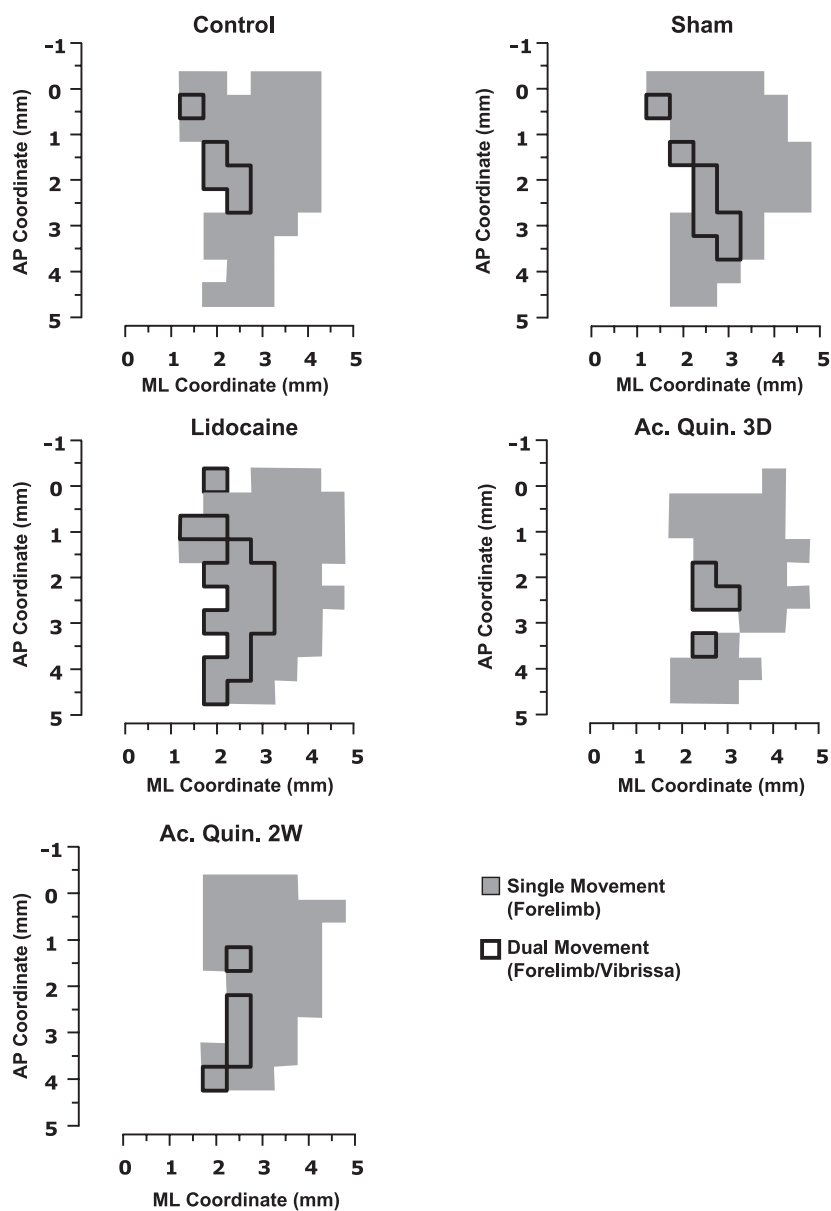 Control
-1
0
1
2
3
4
5
AP Coordinate (mm)
0 1 2 3 4 5
ML Coordinate (mm)
Sham
-1
0
1
2
3
4
5
AP Coordinate (mm)
0 1 2 3 4 5
ML Coordinate (mm)
Lidocaine
-1
0
1
2
3
4
5
AP Coordinate (mm)
0 1 2 3 4 5
ML Coordinate (mm)
Ac. Quin. 3D
-1
0
1
2
3
4
5
AP Coordinate (mm)
0 1 2 3 4 5
ML Coordinate (mm)
Ac. Quin. 2W
-1
0
1
2
3
4
5
AP Coordinate (mm)
0 1 2 3 4 5
ML Coordinate (mm)
Single Movement
(Forelimb)
Dual Movement
(Forelimb/Vibrissa)